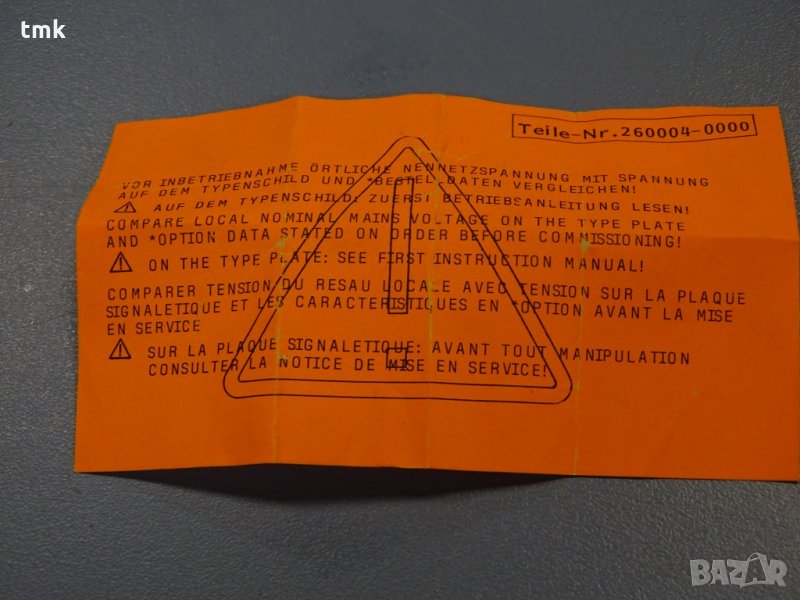 tmk
Teile-Nr.260004-0000
VOR INBETRIEBNAHME ÖRTLICHE NENNETZSPANNUNG MIT SPANNUNG
AUF DEM TYPENSCHILD UND *BESTELLDATEN VERGLEICHEN!
AUF DEM TYPENSCHILD: ZUERST BETRIEBSANLEITUNG LESEN!
COMPARE LOCAL NOMINAL MAINS VOLTAGE ON THE TYPE PLATE
AND *OPTION DATA STATED ON ORDER BEFORE COMMISSIONING!
ON THE TYPE PLATE: SEE FIRST INSTRUCTION MANUAL!
COMPARER TENSION DU RESAU LOCALE AVEC TENSION SUR LA PLAQUE
SIGNALETIQUE ET LES CARACTERISTIQUES EN *OPTION AVANT LA MISE
EN SERVICE
SUR LA PLAQUE SIGNALETIQUE: AVANT TOUT MANIPULATION
CONSULTER LA NOTICE DE MISE EN SERVICE!
BAZAR